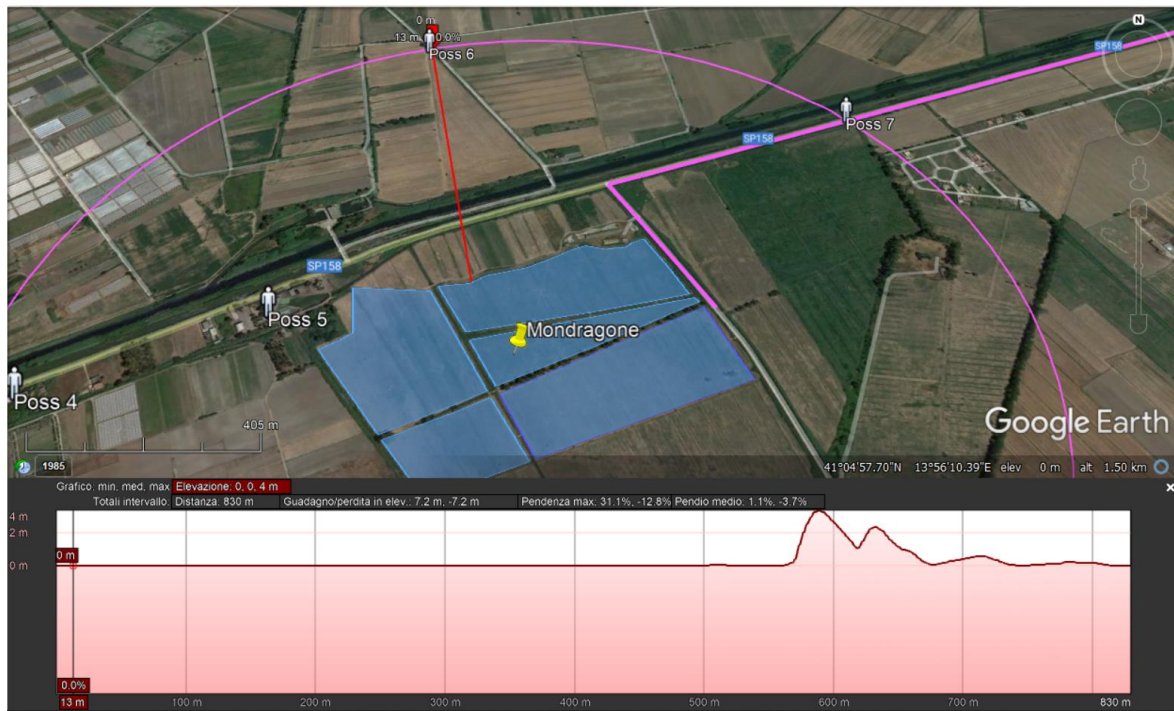 0 m
N
13 m 0.0%
Poss 6
SP158
Poss 7
SP158
SP158
Poss 5
Mondragone
Poss 4
405 m
Google Earth
1985
41°04'57.70"N 13°56'10.39"E elev 0 m alt 1.50 km
Grafico: min. med. max Elevazione: 0, 0, 4 m
Totali intervallo: Distanza: 830 m Guadagno/perdita in elev.: 7.2 m, -7.2 m Pendenza max: 31.1%, -12.8% Pendio medio: 1.1%, -3.7%
4 m
2 m
0 m
0 m
0.0%
13 m 100 m 200 m 300 m 400 m 500 m 600 m 700 m 830 m